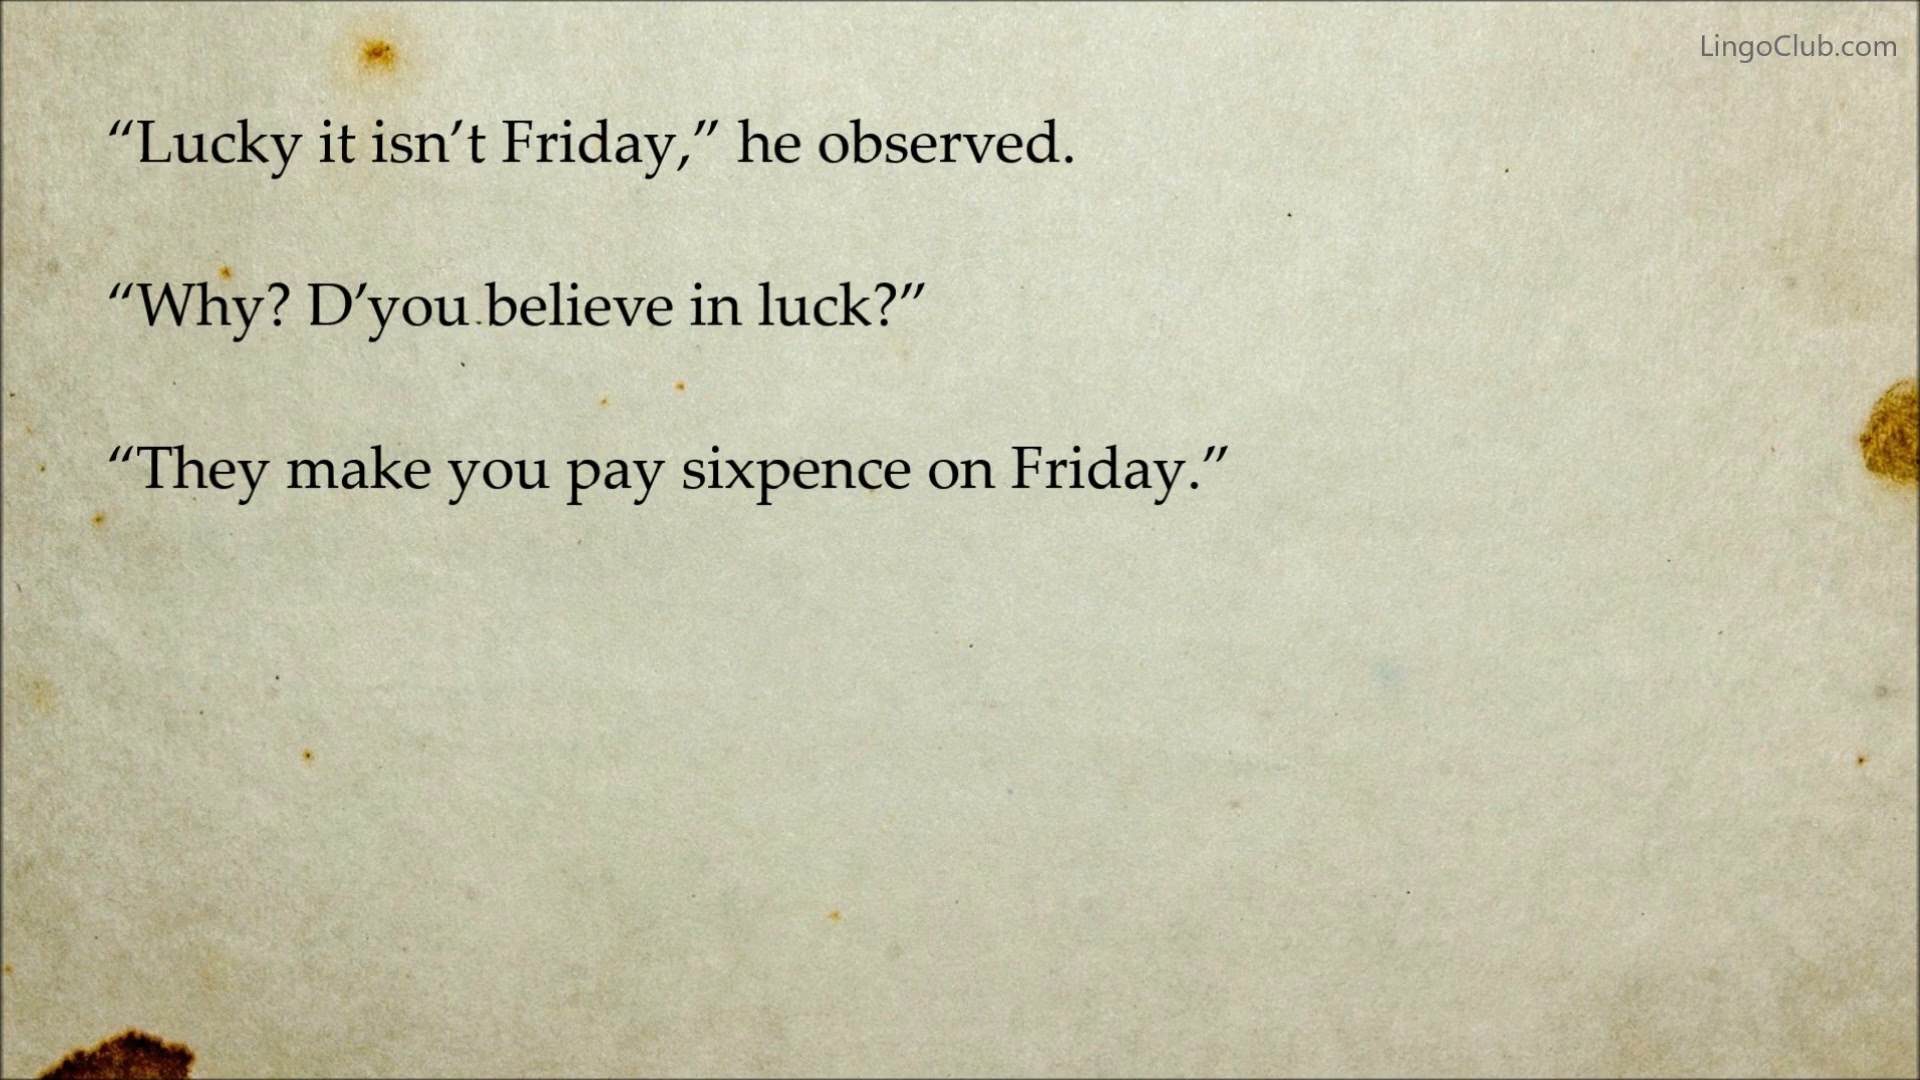 LingoClub.com
“Lucky it isn’t Friday,” he observed.
“Why? D’you believe in luck?”
“They make you pay sixpence on Friday.”